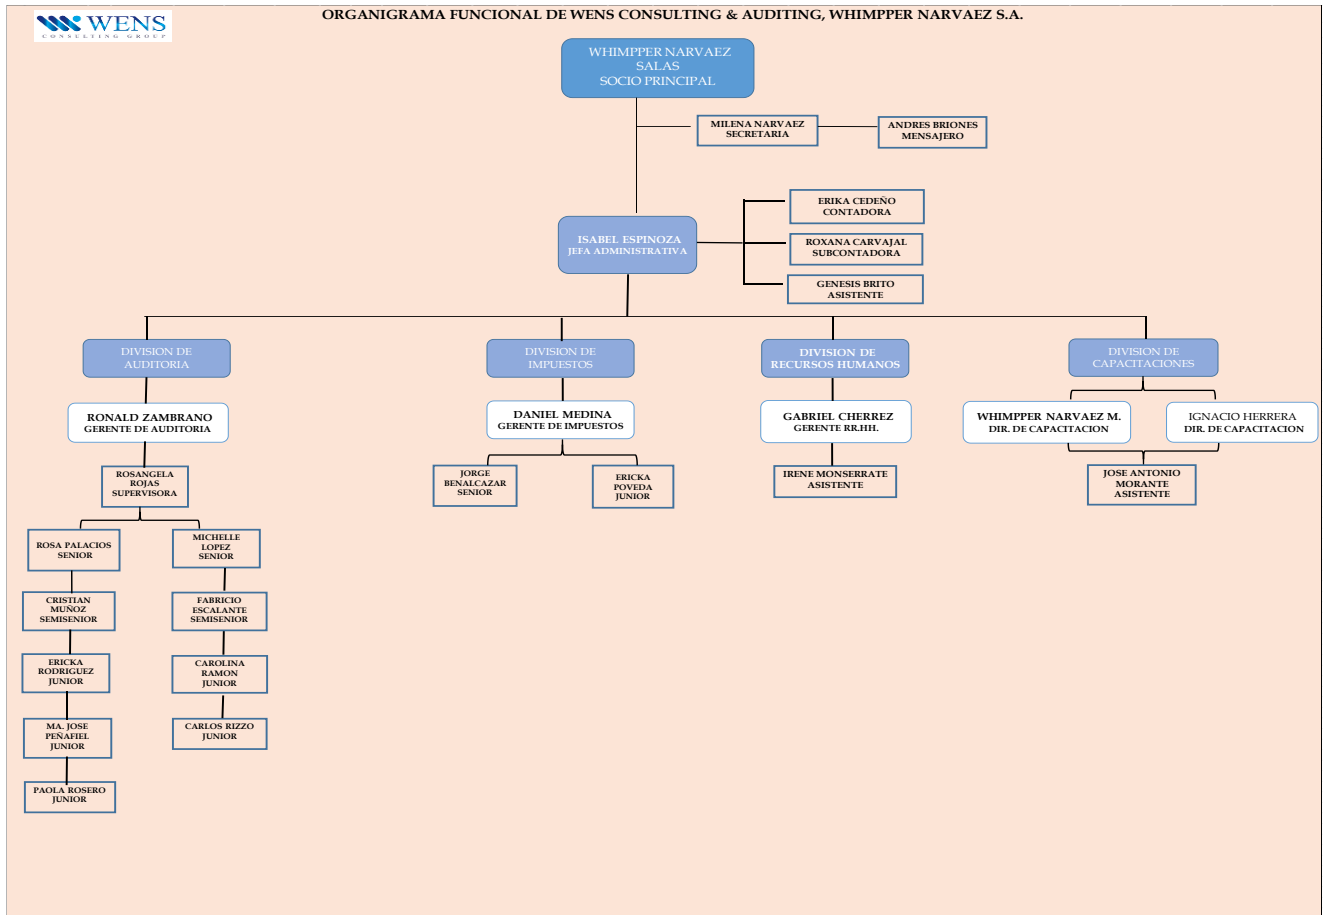 WENS
CONSULTING GROUP
ORGANIGRAMA FUNCIONAL DE WENS CONSULTING & AUDITING, WHIMPPER NARVAEZ S.A.
WHIMPPER NARVAEZ
SALAS
SOCIO PRINCIPAL
MILENA NARVAEZ
SECRETARIA
ANDRES BRIONES
MENSAJERO
ERIKA CEDEÑO
CONTADORA
ISABEL ESPINOZA
JEFA ADMINISTRATIVA
ROXANA CARVAJAL
SUBCONTADORA
GENESIS BRITO
ASISTENTE
DIVISION DE
AUDITORIA
DIVISION DE
IMPUESTOS
DIVISION DE
RECURSOS HUMANOS
DIVISION DE
CAPACITACIONES
RONALD ZAMBRANO
GERENTE DE AUDITORIA
DANIEL MEDINA
GERENTE DE IMPUESTOS
GABRIEL CHERREZ
GERENTE RR.HH.
WHIMPPER NARVAEZ M.
DIR. DE CAPACITACION
IGNACIO HERRERA
DIR. DE CAPACITACION
ROSANGELA
ROJAS
SUPERVISORA
JORGE
BENALCAZAR
SENIOR
ERICKA
POVEDA
JUNIOR
IRENE MONSERRATE
ASISTENTE
JOSE ANTONIO
MORANTE
ASISTENTE
ROSA PALACIOS
SENIOR
MICHELLE
LOPEZ
SENIOR
CRISTIAN
MUÑOZ
SEMISENIOR
FABRICIO
ESCALANTE
SEMISENIOR
ERICKA
RODRIGUEZ
JUNIOR
CAROLINA
RAMON
JUNIOR
MA. JOSE
PEÑAFIEL
JUNIOR
CARLOS RIZZO
JUNIOR
PAOLA ROSERO
JUNIOR